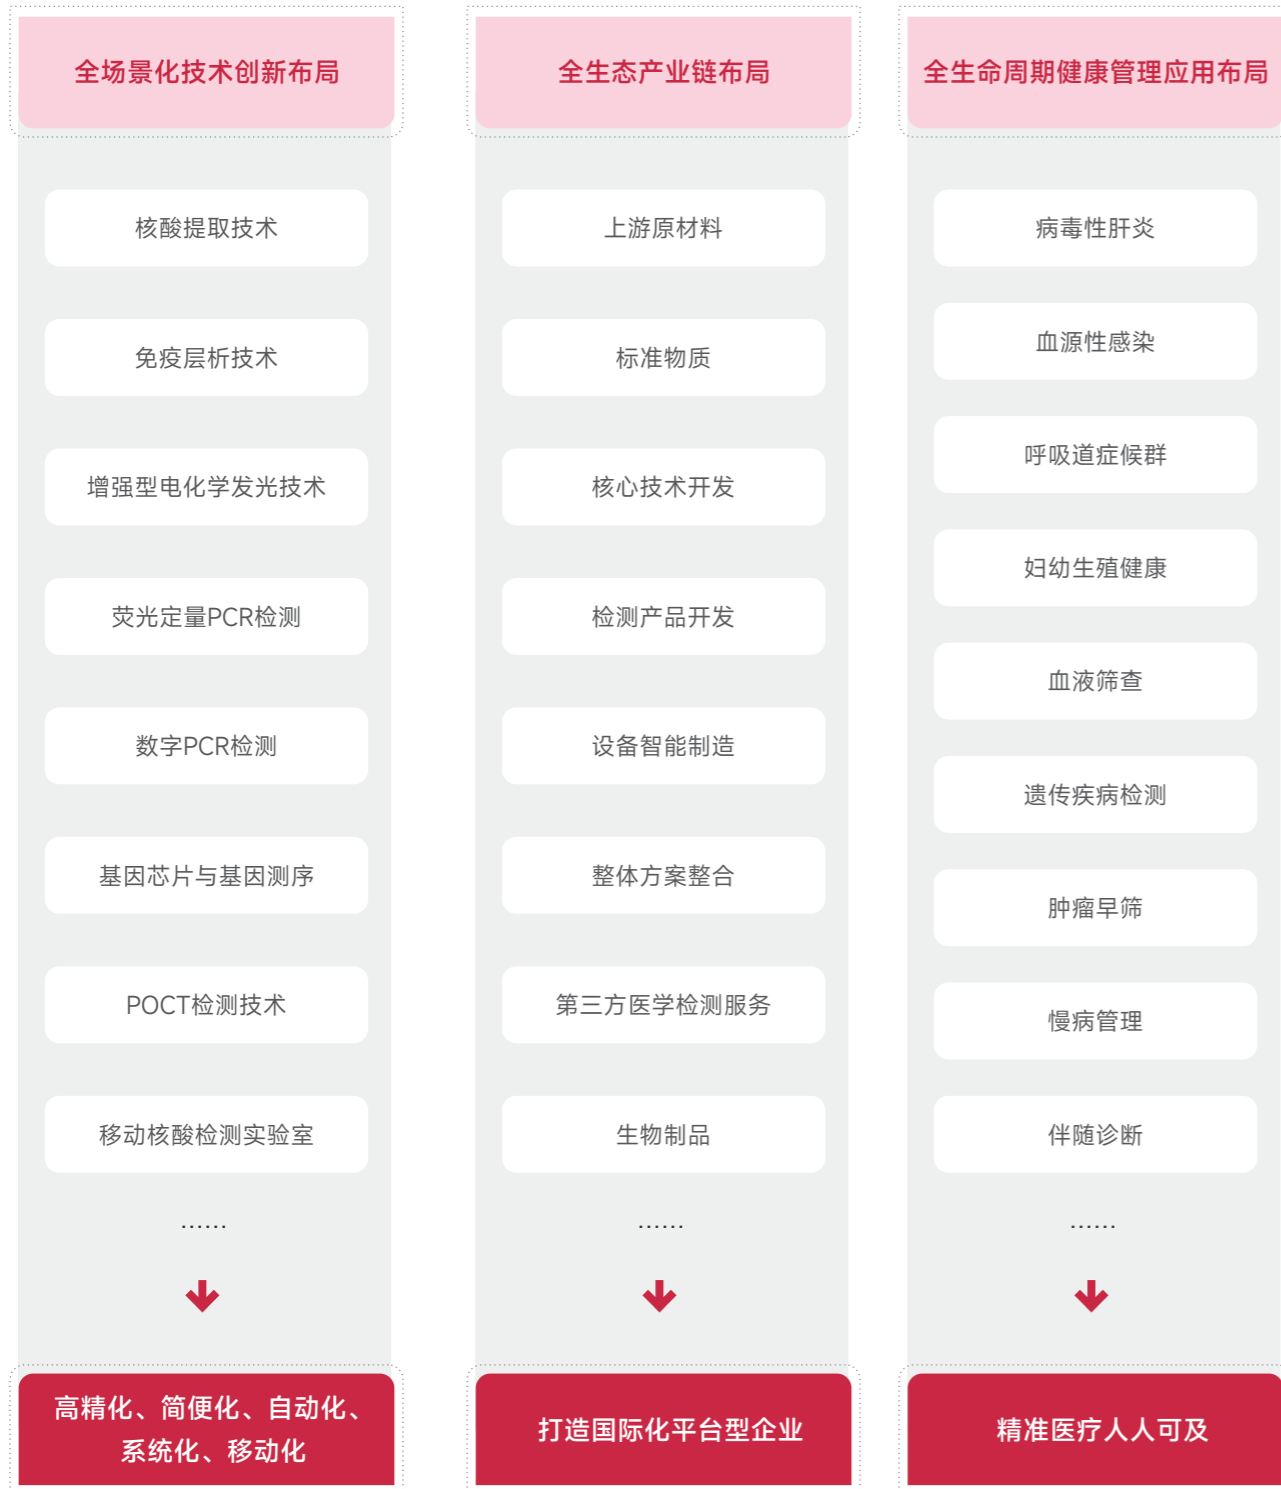 全场景化技术创新布局
核酸提取技术
免疫层析技术
增强型电化学发光技术
荧光定量PCR检测
数字PCR检测
基因芯片与基因测序
POCT检测技术
移动核酸检测实验室
……
高精化、简便化、自动化、
系统化、移动化
全生态产业链布局
上游原材料
标准物质
核心技术开发
检测产品开发
设备智能制造
整体方案整合
第三方医学检测服务
生物制品
……
打造国际化平台型企业
全生命周期健康管理应用布局
病毒性肝炎
血源性感染
呼吸道症候群
妇幼生殖健康
血液筛查
遗传疾病检测
肿瘤早筛
慢病管理
伴随诊断
……
精准医疗人人可及